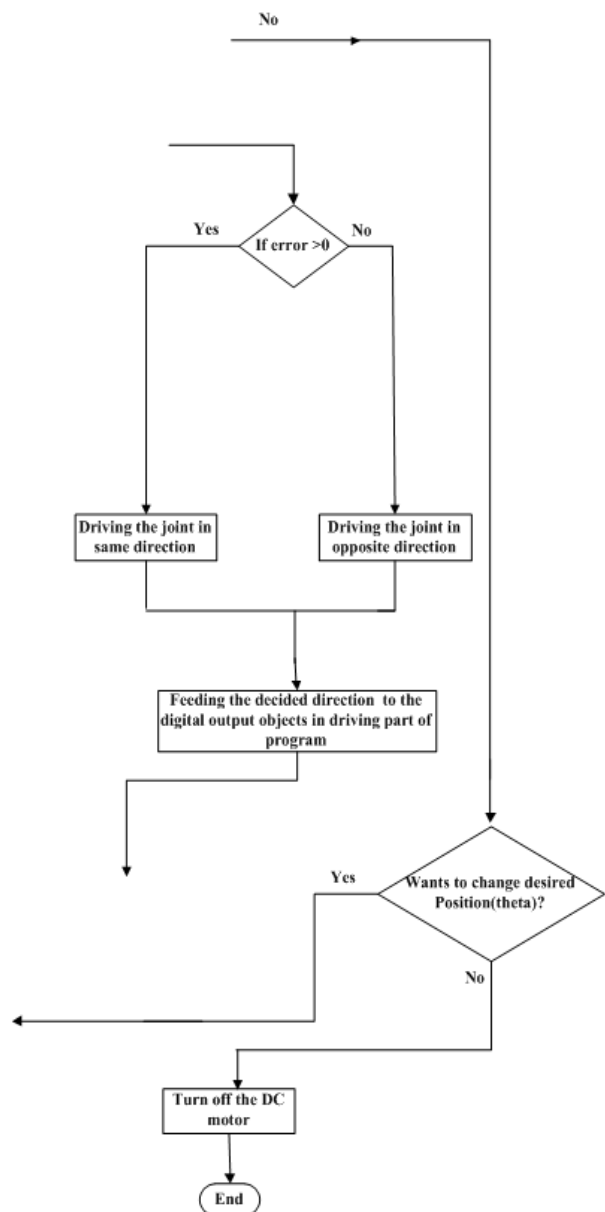 No
Yes
If error >0
No
Driving the joint in
same direction
Driving the joint in
opposite direction
Feeding the decided direction to the
digital output objects in driving part of
program
Yes
Wants to change desired
Position(theta)?
No
Turn off the DC
motor
End